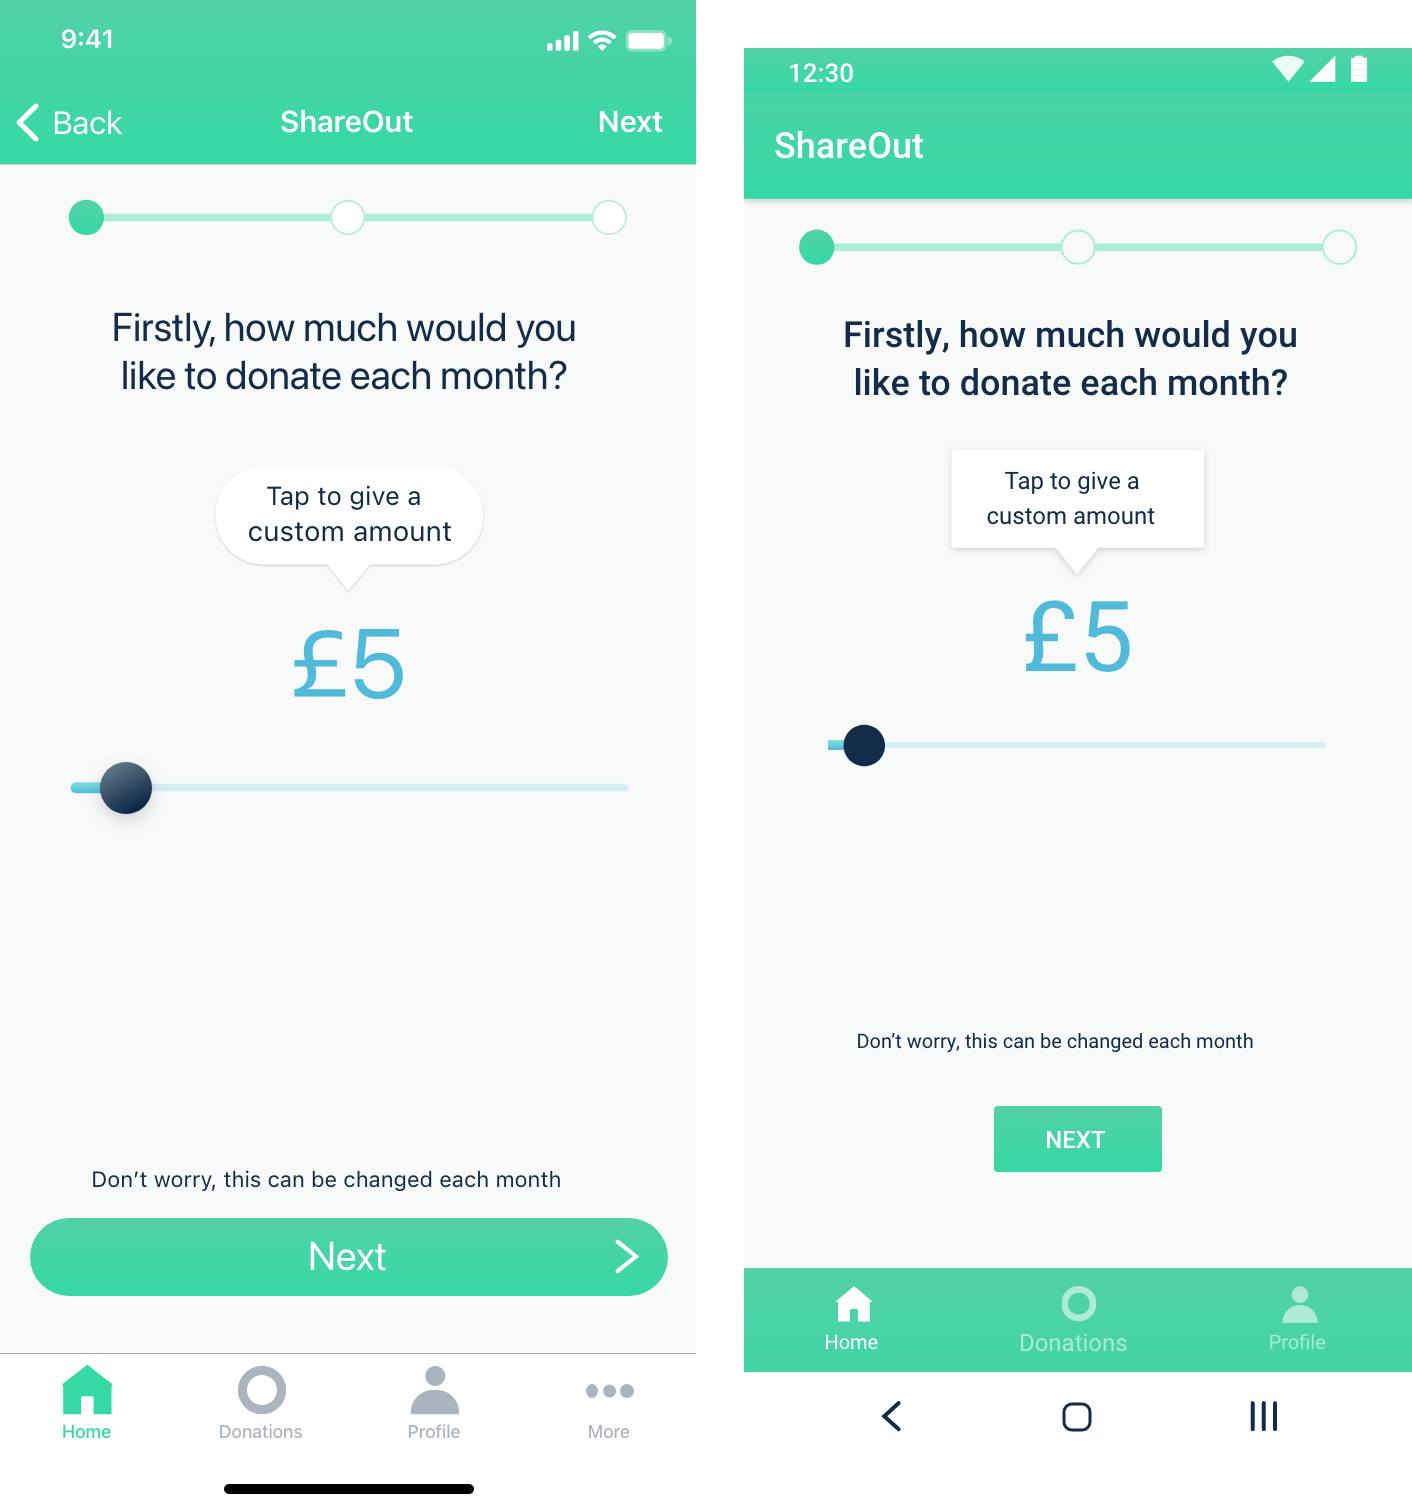 9:41
Back
ShareOut
Next
Firstly, how much would you
like to donate each month?
Tap to give a
custom amount
£5
Don't worry, this can be changed each month
Next
Home
Donations
Profile
More
12:30
ShareOut
Firstly, how much would you
like to donate each month?
Tap to give a
custom amount
£5
Don't worry, this can be changed each month
NEXT
Home
Donations
Profile